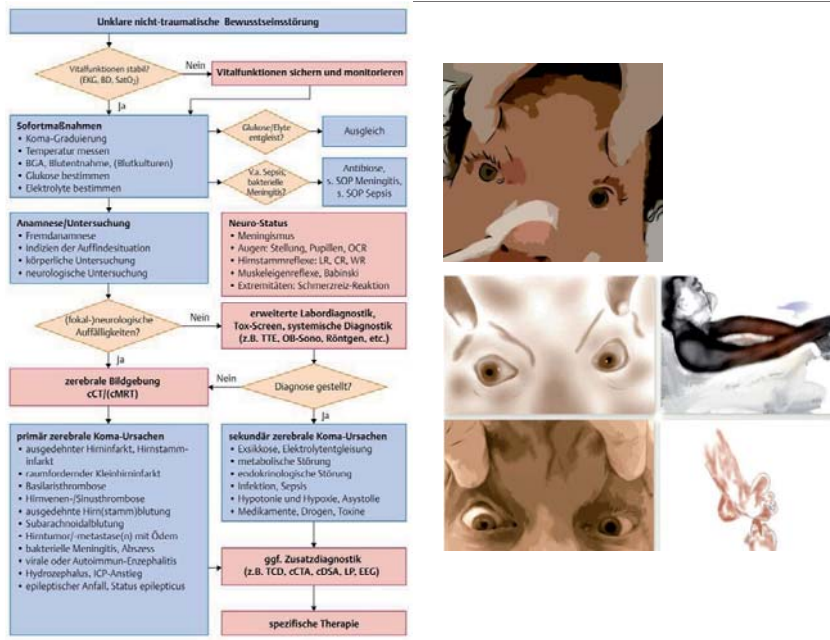 Unklare nicht-traumatische Bewusstseinsstörung
Vitalfunktionen stabil?
(EKG, BD, SatO₂)
Nein
Vitalfunktionen sichern und monitorieren
Ja
Sofortmaßnahmen
• Koma-Graduierung
• Temperatur messen
• BGA, Blutentnahme, (Blutkulturen)
• Glukose bestimmen
• Elektrolyte bestimmen
Glukose/Elyte
entgleist?
Ausgleich
V.a. Sepsis,
bakterielle
Meningitis?
Antibiose,
s. SOP Meningitis,
s. SOP Sepsis
Anamnese/Untersuchung
• Fremdanamnese
• Indizien der Auffindesituation
• körperliche Untersuchung
• neurologische Untersuchung
Neuro-Status
• Meningismus
• Augen: Stellung, Pupillen, OCR
• Hirnstammreflexe: LR, CR, WR
• Muskeleigenreflexe, Babinski
• Extremitäten: Schmerzreiz-Reaktion
(fokal-)neurologische
Auffälligkeiten?
Nein
erweiterte Labordiagnostik,
Tox-Screen, systemische Diagnostik
(z.B. TTE, OB-Sono, Röntgen, etc.)
Ja
zerebrale Bildgebung
cCT/(cMRT)
Nein
Diagnose gestellt?
Ja
primär zerebrale Koma-Ursachen
• ausgedehnter Hirninfarkt, Hirnstamm-
infarkt
• raumfordernder Kleinhirninfarkt
• Basilaristhrombose
• Hirnvenen-/Sinusthrombose
• ausgedehnte Hirn(stamm)blutung
• Subarachnoidalblutung
• Hirntumor/-metastase(n) mit Ödem
• bakterielle Meningitis, Abszess
• virale oder Autoimmun-Enzephalitis
• Hydrozephalus, ICP-Anstieg
• epileptischer Anfall, Status epilepticus
sekundär zerebrale Koma-Ursachen
• Exsikkose, Elektrolytentgleisung
• metabolische Störung
• endokrinologische Störung
• Infektion, Sepsis
• Hypotonie und Hypoxie, Asystolie
• Medikamente, Drogen, Toxine
ggf. Zusatzdiagnostik
(z.B. TCD, cCTA, cDSA, LP, EEG)
spezifische Therapie